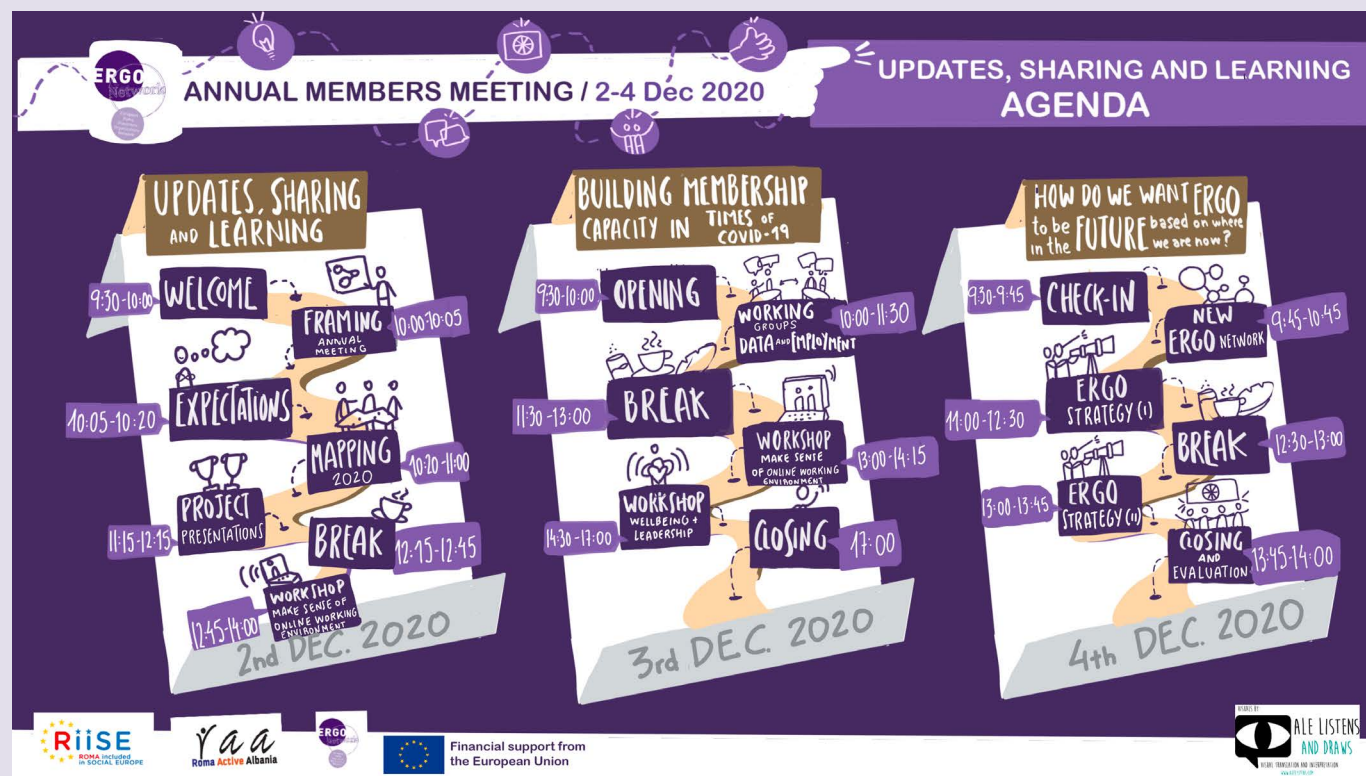 ERGO
Network
ANNUAL MEMBERS MEETING / 2-4 Dec 2020
UPDATES, SHARING AND LEARNING
AGENDA
UPDATES, SHARING
AND LEARNING
9:30-10:00
WELCOME
FRAMING
ANNUAL
MEETING
10:00-10:05
10:05-10:20
EXPECTATIONS
MAPPING
2020
10:20-11:00
11:15-12:15
PROJECT
PRESENTATIONS
BREAK
12:15-12:45
12:45-14:00
WORKSHOP
MAKE SENSE OF
ONLINE WORKING
ENVIRONMENT
2nd DEC. 2020
BUILDING MEMBERSHIP
CAPACITY IN TIMES OF
COVID-19
9:30-10:00
OPENING
WORKING
GROUPS
DATA AND EMPLOYMENT
10:00-11:30
11:30-13:00
BREAK
WORKSHOP
MAKE SENSE
OF ONLINE WORKING
ENVIRONMENT
13:00-14:15
14:30-17:00
WORKSHOP
WELLBEING +
LEADERSHIP
CLOSING
17:00
3rd DEC. 2020
HOW DO WE WANT ERGO
to be in the FUTURE based on where we are now?
9:30-9:45
CHECK-IN
NEW
ERGO NETWORK
9:45-10:45
11:00-12:30
ERGO
STRATEGY (I)
BREAK
12:30-13:00
13:00-13:45
ERGO
STRATEGY (II)
CLOSING
AND
EVALUATION
13:45-14:00
4th DEC. 2020
RiiSE
ROMA included
in SOCIAL EUROPE
raa
Roma Active Albania
ERGO
Network
Financial support from
the European Union
ALE LISTENS
AND DRAWS
VISUAL TRANSLATION AND INTERPRETATION